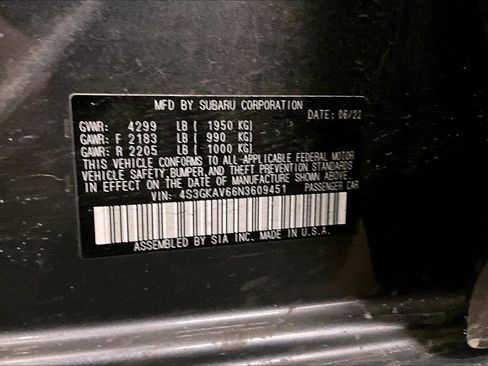 MFD BY SUBARU CORPORATION
DATE: 06/22
GVWR: 4299 LB ( 1950 KG)
GAWR: F 2183 LB ( 990 KG)
GAWR: R 2205 LB ( 1000 KG)
THIS VEHICLE CONFORMS TO ALL APPLICABLE FEDERAL MOTOR
VEHICLE SAFETY,BUMPER,AND THEFT PREVENTION STANDARDS
IN EFFECT ON THE DATE OF MANUFACTURE SHOWN ABOVE.
VIN: 4S3GKAV66N3609451 PASSENGER CAR
ASSEMBLED BY SIA INC. MADE IN U.S.A.